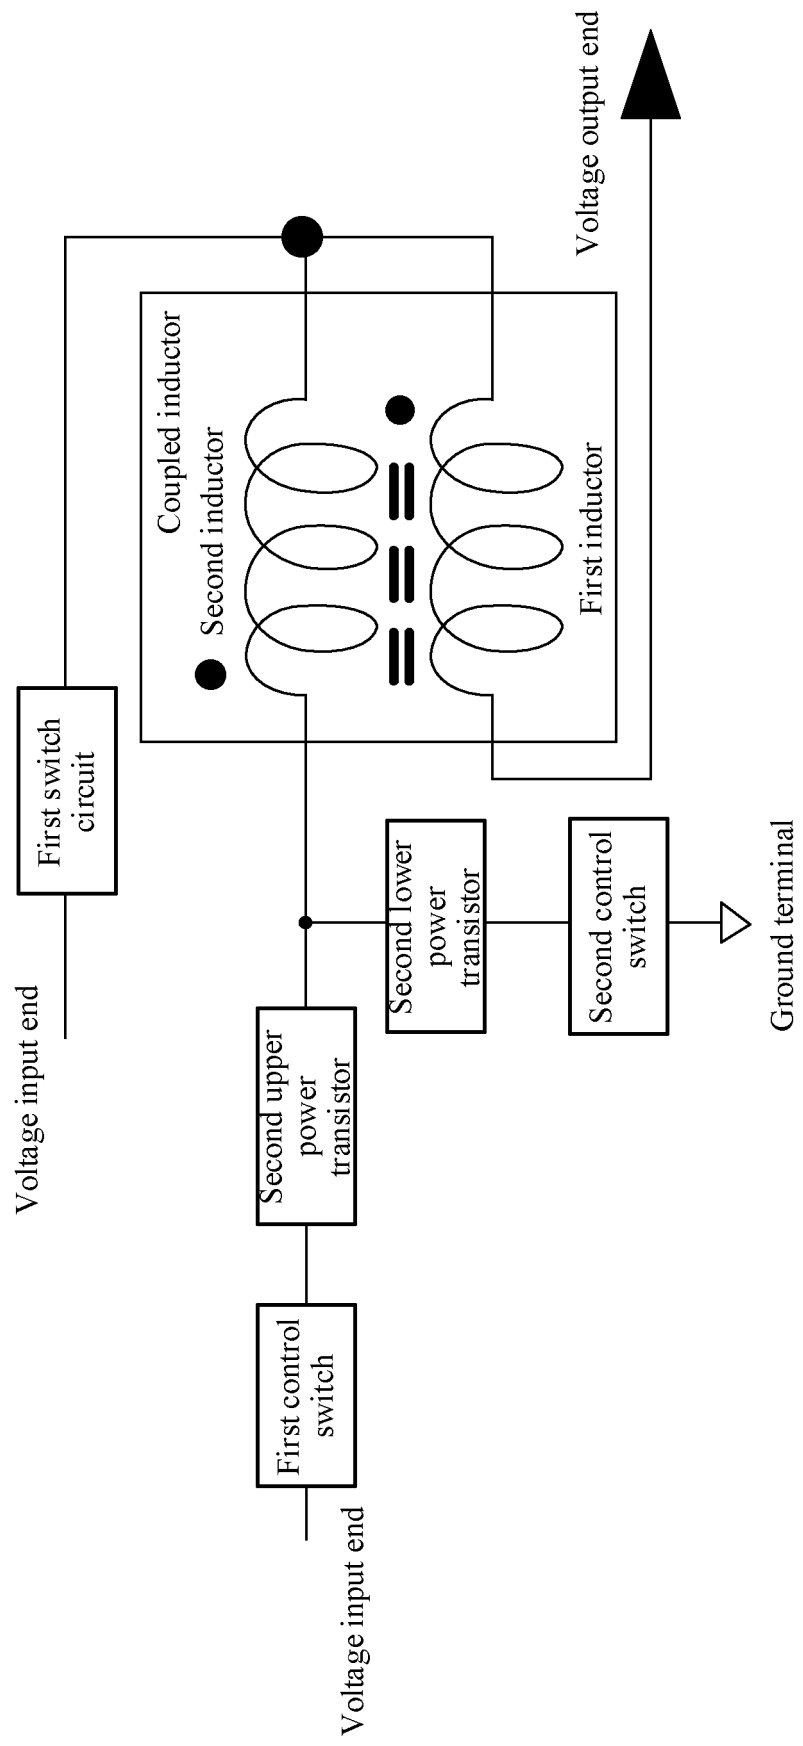 Voltage input end
First switch
circuit
Coupled inductor
Second inductor
First inductor
Voltage output end
Voltage input end
First control
switch
Second upper
power
transistor
Second lower
power
transistor
Second control
switch
Ground terminal